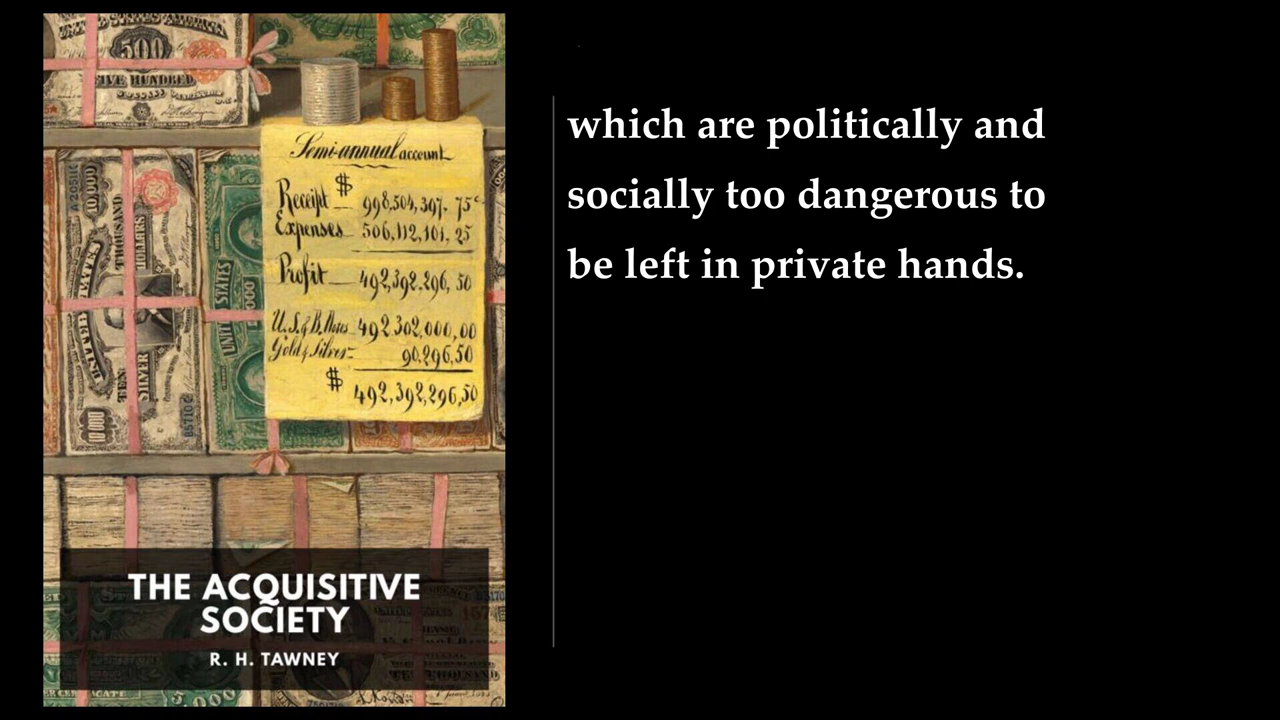 500
FIVE HUNDRED
Semi-annual account
$
Receipt 998,504,397. 75c
Expenses 506,112,101, 25
Profit 492,392,296, 50
U.S.& B. Notes 492.302,000,00
Gold & Silver 90,296,50
$ 492,392,296,50
THE ACQUISITIVE
SOCIETY
R. H. TAWNEY
which are politically and
socially too dangerous to
be left in private hands.